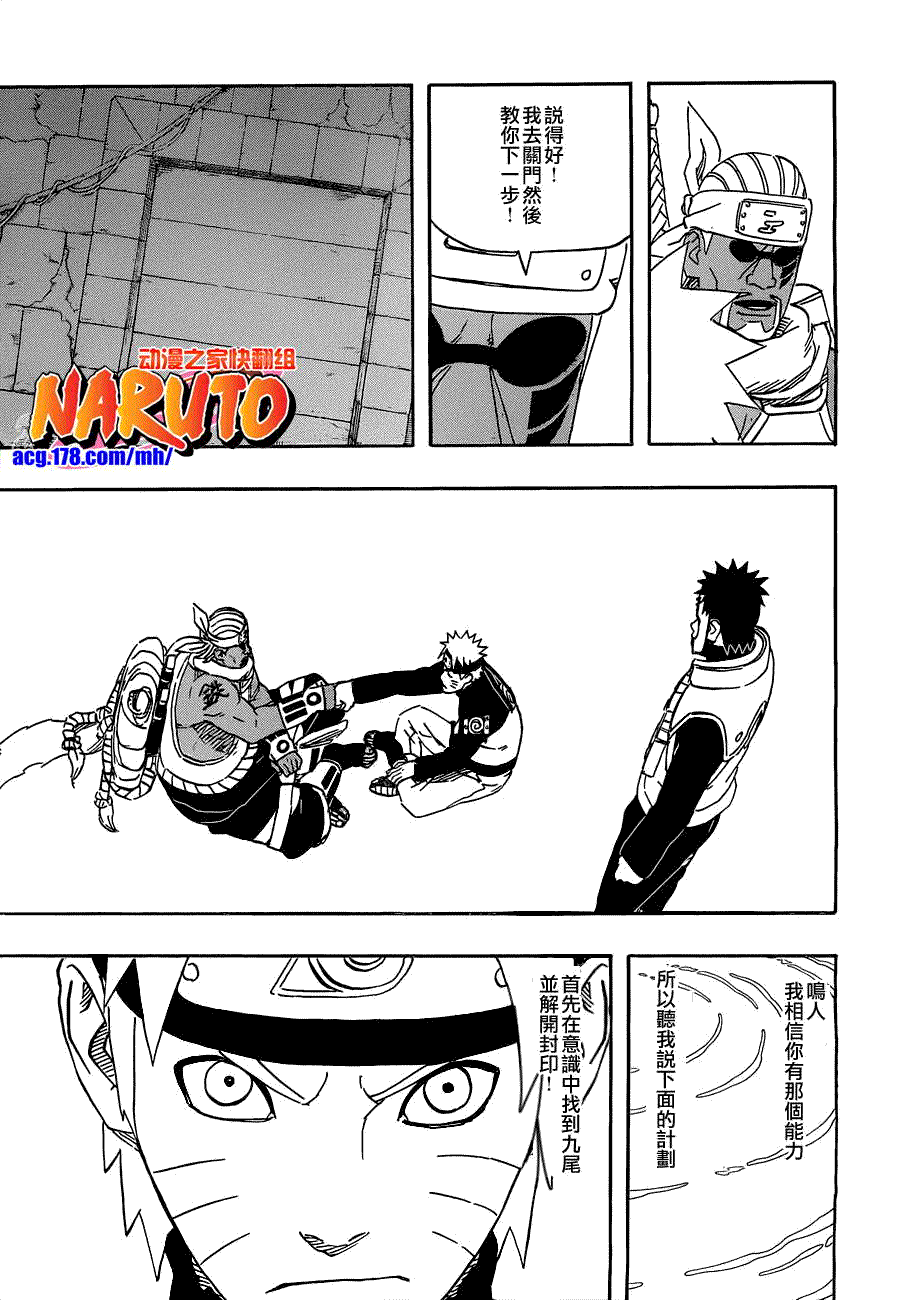 説得好！
我去關門然後
教你下一步！
动漫之家快翻组
NARUTO
acg.178.com/mh/
鉄
鳴人
我相信你有那個能力
所以聽我説下面的計劃
首先在意識中找到九尾
並解開封印！